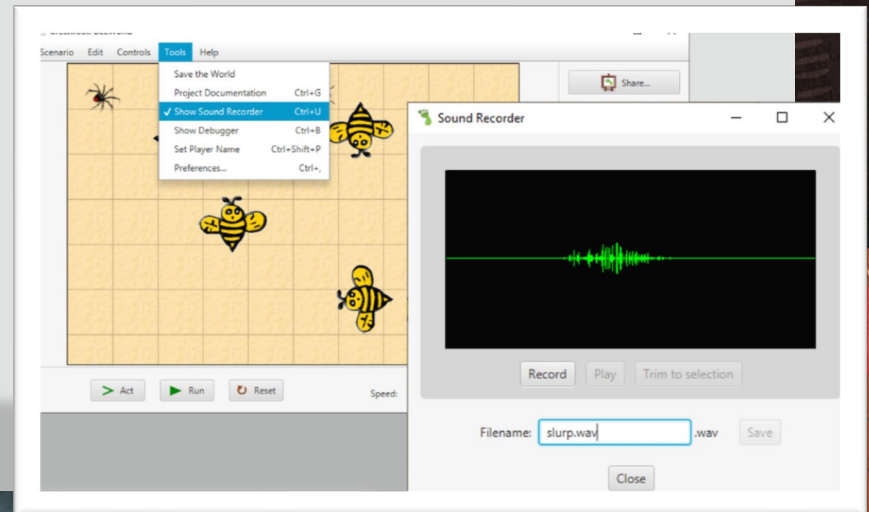 Scenario Edit Controls Tools Help
Save the World
Project Documentation Ctrl+G
✓ Show Sound Recorder Ctrl+U
Show Debugger Ctrl+B
Set Player Name Ctrl+Shift+P
Preferences... Ctrl+,
Share...
> Act
Run
Reset
Speed:
Sound Recorder
Record Play Trim to selection
Filename: slurp.wav .wav Save
Close